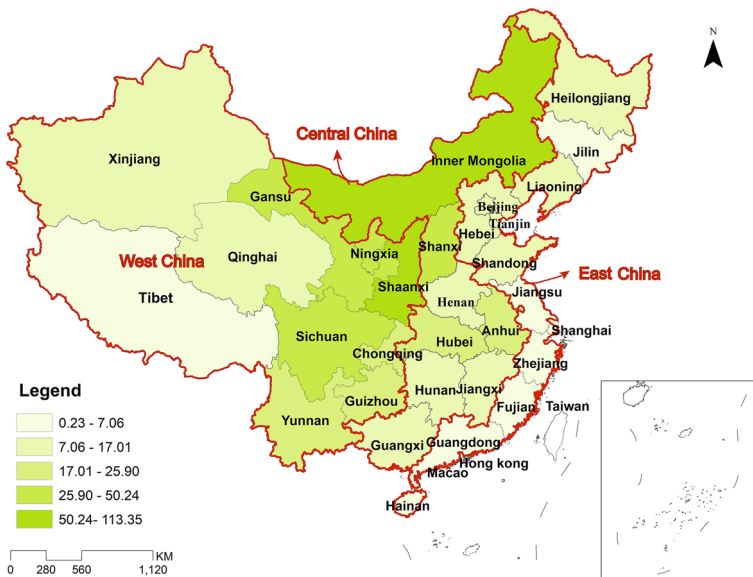 N
Heilongjiang
Jilin
Central China
Xinjiang
Inner Mongolia
Liaoning
Gansu
Beijing
Tianjin
Hebei
Shanxi
Ningxia
Qinghai
West China
Shandong
East China
Shaanxi
Jiangsu
Tibet
Henan
Sichuan
Anhui
Shanghai
Hubei
Chongqing
Zhejiang
Legend
Hunan
Jiangxi
Guizhou
Fujian
Taiwan
0.23 - 7.06
Yunnan
7.06 - 17.01
Guangxi
Guangdong
17.01 - 25.90
Hong kong
Macao
25.90 - 50.24
Hainan
50.24- 113.35
KM
0 280 560 1,120